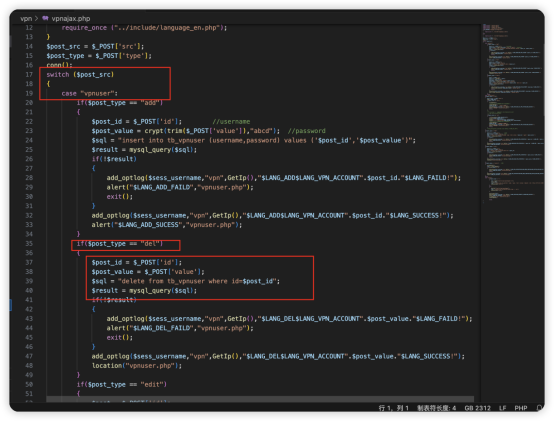 vpn > vpnajax.php
12 require_once ("../include/language_en.php");
13 }
14 $post_src = $_POST['src'];
15 $post_type = $_POST['type'];
16 conn();
17 switch ($post_src)
18 {
19 case "vpnuser":
20 if($post_type == "add")
21 {
22 $post_id = $_POST['id']; //username
23 $post_value = crypt(trim($_POST['value']),"abcd"); //password
24 $sql = "insert into tb_vpnuser (username,password) values ('$post_id','$post_value')";
25 $result = mysql_query($sql);
26 if(!$result)
27 {
28 add_optlog($sess_username,"vpn",GetIp(),"$LANG_ADD$LANG_VPN_ACCOUNT".$post_id."$LANG_FAILD!");
29 alert("$LANG_ADD_FAILD","vpnuser.php");
30 exit();
31 }
32 add_optlog($sess_username,"vpn",GetIp(),"$LANG_ADD$LANG_VPN_ACCOUNT".$post_id."$LANG_SUCCESS!");
33 alert("$LANG_ADD_SUCESS","vpnuser.php");
34 }
35 if($post_type == "del")
36 {
37 $post_id = $_POST['id'];
38 $post_value = $_POST['value'];
39 $sql = "delete from tb_vpnuser where id=$post_id";
40 $result = mysql_query($sql);
41 if(!$result)
42 {
43 add_optlog($sess_username,"vpn",GetIp(),"$LANG_DEL$LANG_VPN_ACCOUNT".$post_value."$LANG_FAILD!");
44 alert("$LANG_DEL_FAILD","vpnuser.php");
45 exit();
46 }
47 add_optlog($sess_username,"vpn",GetIp(),"$LANG_DEL$LANG_VPN_ACCOUNT".$post_value."$LANG_SUCCESS!");
48 location("vpnuser.php");
49 }
50 if($post_type == "edit")
51 {
行 1，列 1 制表符长度: 4 GB 2312 LF PHP